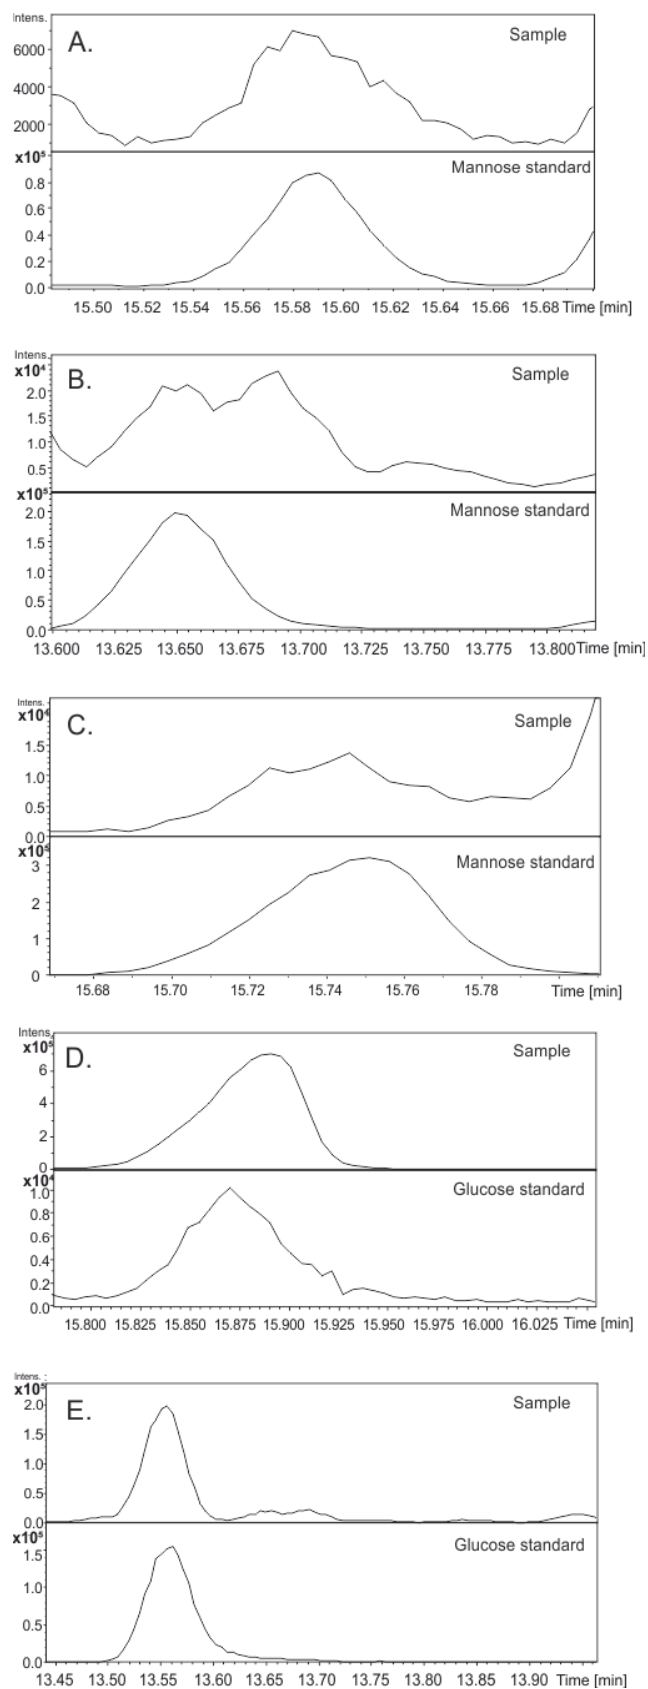 Intens.
A.
Sample
6000
4000
2000
x10⁵
Mannose standard
0.8
0.6
0.4
0.2
0.0
15.50 15.52 15.54 15.56 15.58 15.60 15.62 15.64 15.66 15.68 Time [min]
Intens.
x10⁴
B.
Sample
2.0
1.5
1.0
0.5
x10⁵
Mannose standard
2.0
1.5
1.0
0.5
0.0
13.600 13.625 13.650 13.675 13.700 13.725 13.750 13.775 13.800 Time [min]
Intens.
x10⁴
C.
Sample
1.5
1.0
0.5
0.0
x10⁵
Mannose standard
3
2
1
0
15.68 15.70 15.72 15.74 15.76 15.78 Time [min]
Intens.
x10⁵
D.
Sample
6
4
2
0
x10⁴
Glucose standard
1.0
0.8
0.6
0.4
0.2
0.0
15.800 15.825 15.850 15.875 15.900 15.925 15.950 15.975 16.000 16.025 Time [min]
Intens.
x10⁵
E.
Sample
2.0
1.5
1.0
0.5
0.0
x10⁵
Glucose standard
1.5
1.0
0.5
0.0
13.45 13.50 13.55 13.60 13.65 13.70 13.75 13.80 13.85 13.90 Time [min]